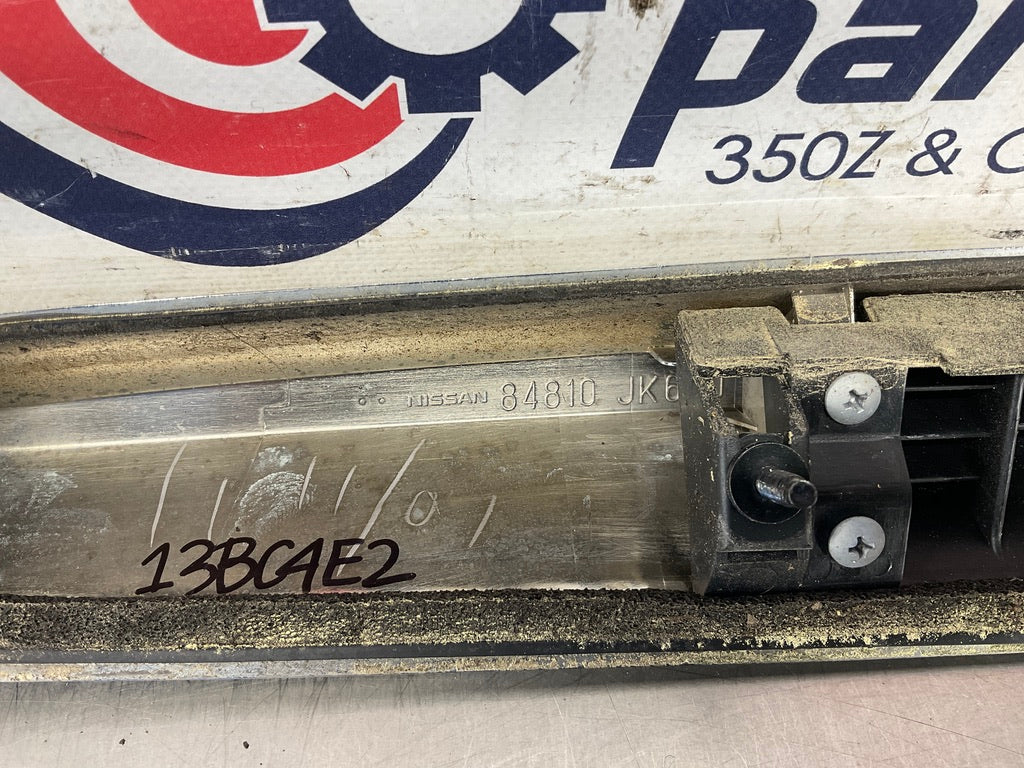 par
350Z &
NISSAN 84810 JK6
13BC4E2